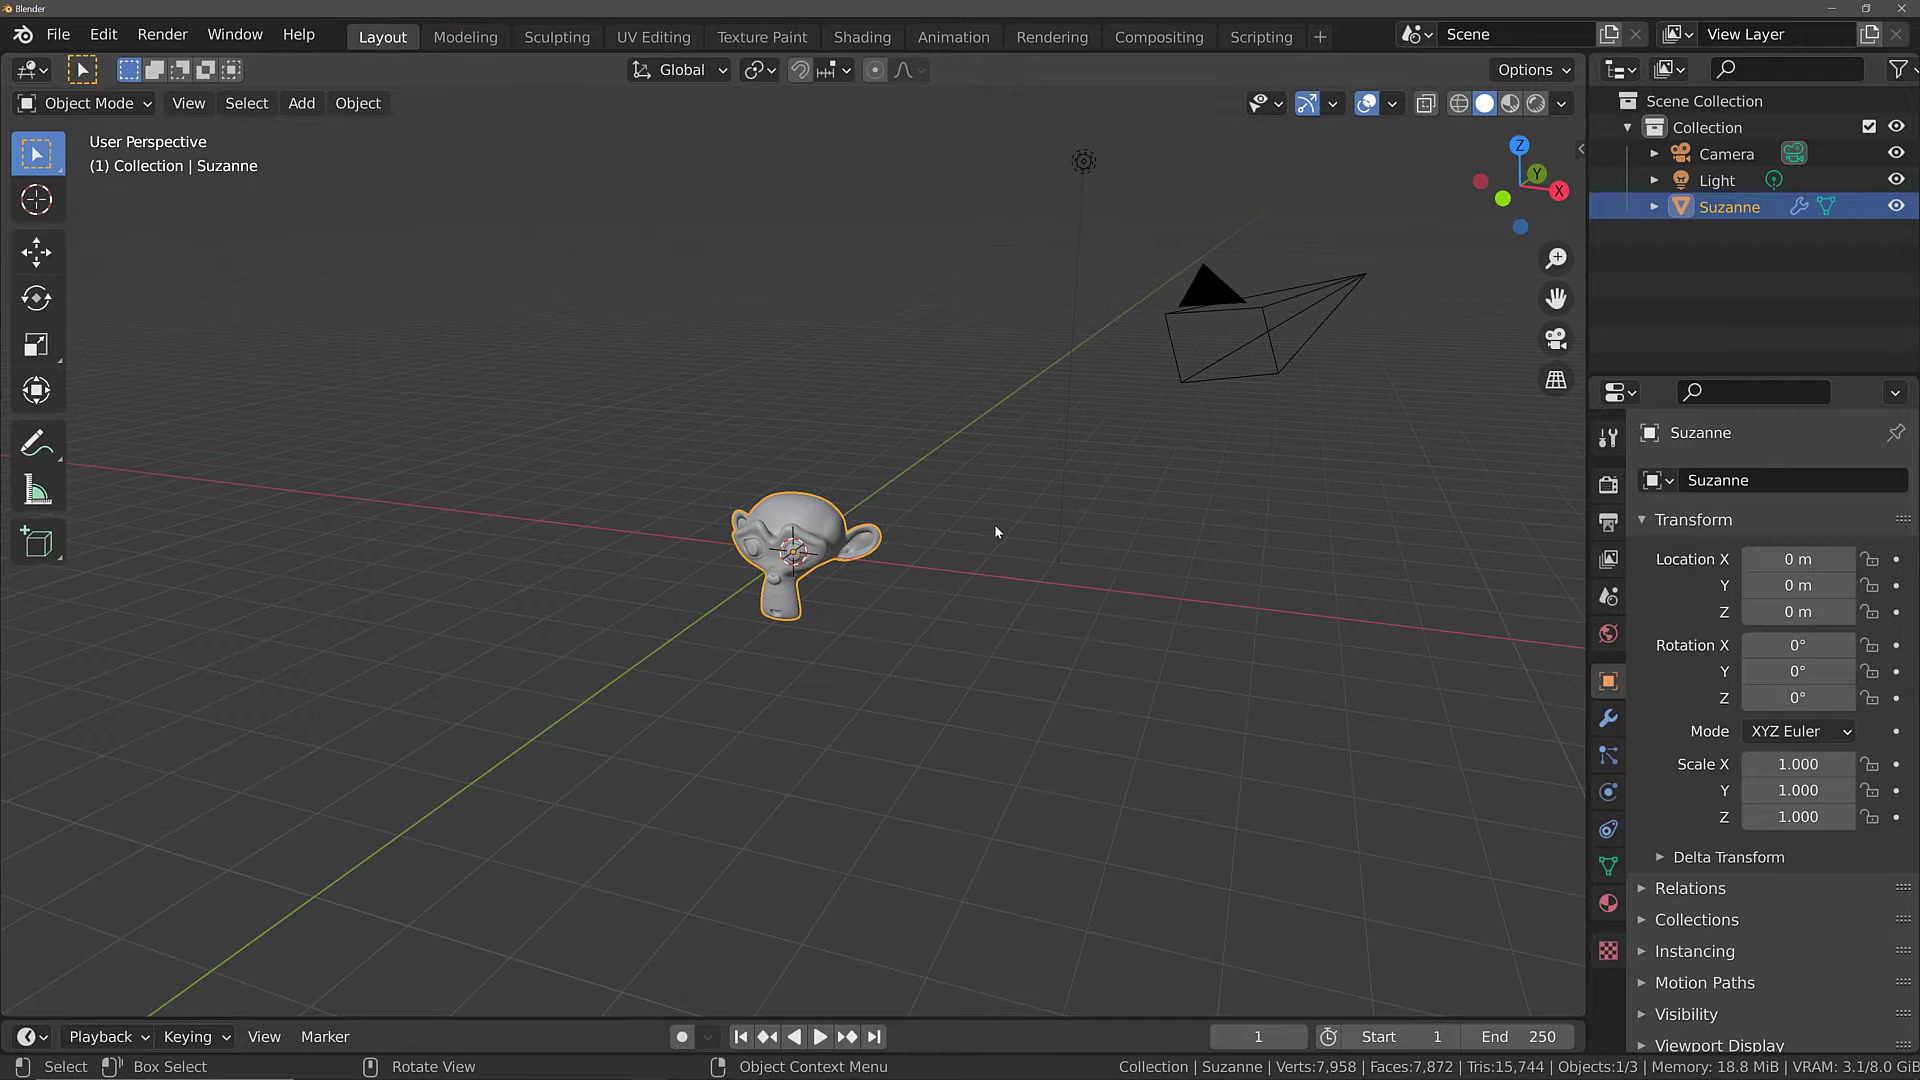 Blender
File Edit Render Window Help Layout Modeling Sculpting UV Editing Texture Paint Shading Animation Rendering Compositing Scripting Scene View Layer
Global Options
Object Mode View Select Add Object
User Perspective
(1) Collection | Suzanne
Z
Y
X
Scene Collection
Collection
Camera
Light
Suzanne
Suzanne
Suzanne
Transform
Location X 0 m
Y 0 m
Z 0 m
Rotation X 0°
Y 0°
Z 0°
Mode XYZ Euler
Scale X 1.000
Y 1.000
Z 1.000
Delta Transform
Relations
Collections
Instancing
Motion Paths
Visibility
Viewport Display
Playback Keying View Marker 1 Start 1 End 250
Select Box Select Rotate View Object Context Menu Collection | Suzanne | Verts:7,958 | Faces:7,872 | Tris:15,744 | Objects:1/3 | Memory: 18.8 MiB | VRAM: 3.1/8.0 GiB